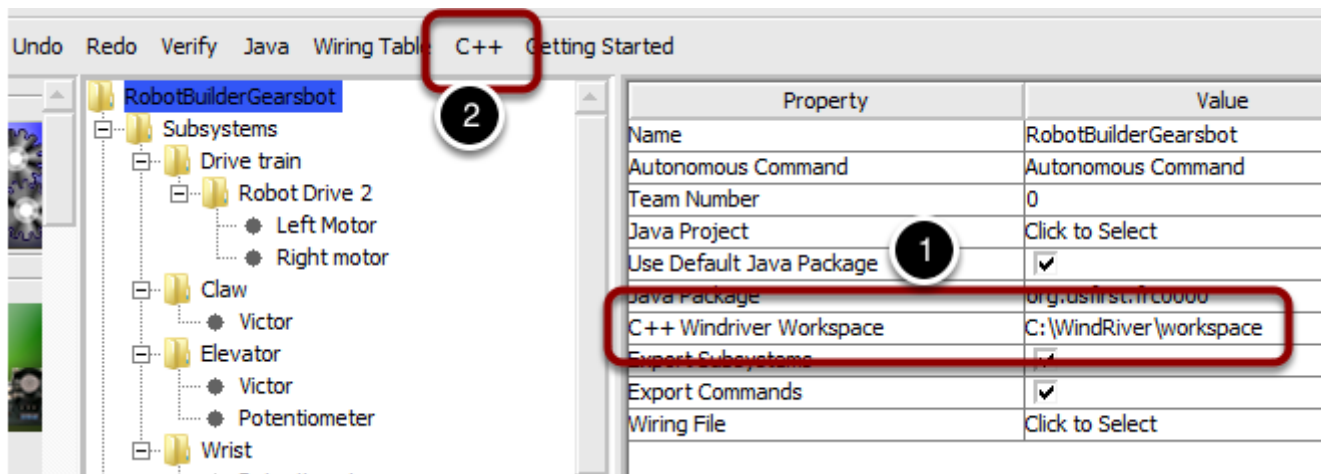 Undo Redo Verify Java Wiring Table C++ Getting Started
2
RobotBuilderGearsbot
Subsystems
Drive train
Robot Drive 2
Left Motor
Right motor
Claw
Victor
Elevator
Victor
Potentiometer
Wrist
Property Value
Name RobotBuilderGearsbot
Autonomous Command Autonomous Command
Team Number 0
Java Project Click to Select
1
Use Default Java Package
Java Package org.usfirst.frc0000
C++ Windriver Workspace C:\WindRiver\workspace
Export Subsystems
Export Commands
Wiring File Click to Select